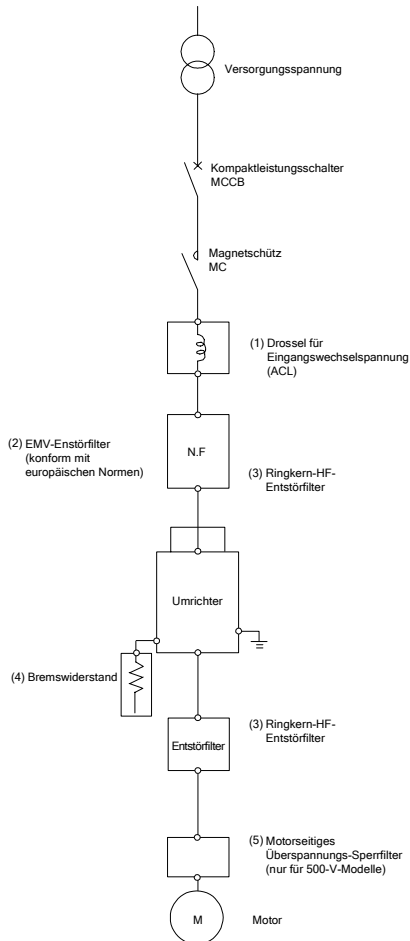 Versorgungsspannung
Kompaktleistungsschalter
MCCB
Magnetschütz
MC
(1) Drossel für
Eingangswechselspannung
(ACL)
(2) EMV-Enstörfilter
(konform mit
europäischen Normen)
N.F
(3) Ringkern-HF-
Entstörfilter
Umrichter
(4) Bremswiderstand
Entstörfilter
(3) Ringkern-HF-
Entstörfilter
(5) Motorseitiges
Überspannungs-Sperrfilter
(nur für 500-V-Modelle)
M
Motor